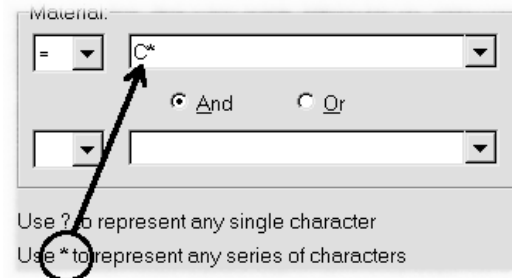 Material:
= C*
And Or
Use ? to represent any single character
Use * to represent any series of characters